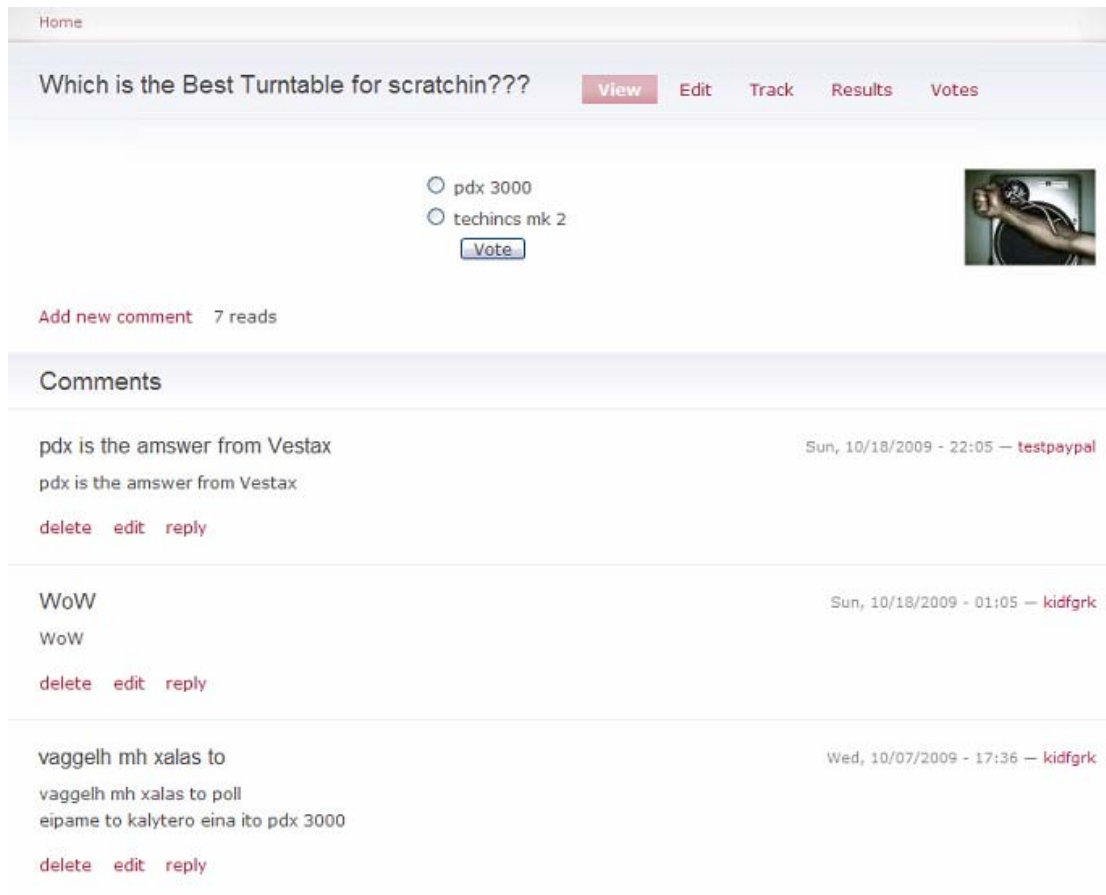 Home
Which is the Best Turntable for scratchin??? View Edit Track Results Votes
pdx 3000
techincs mk 2
Vote
Add new comment 7 reads
Comments
pdx is the amswer from Vestax Sun, 10/18/2009 - 22:05 — testpaypal
pdx is the amswer from Vestax
delete edit reply
WoW Sun, 10/18/2009 - 01:05 — kidfgrk
WoW
delete edit reply
vaggelh mh xalas to Wed, 10/07/2009 - 17:36 — kidfgrk
vaggelh mh xalas to poll
eipame to kalytero eina ito pdx 3000
delete edit reply